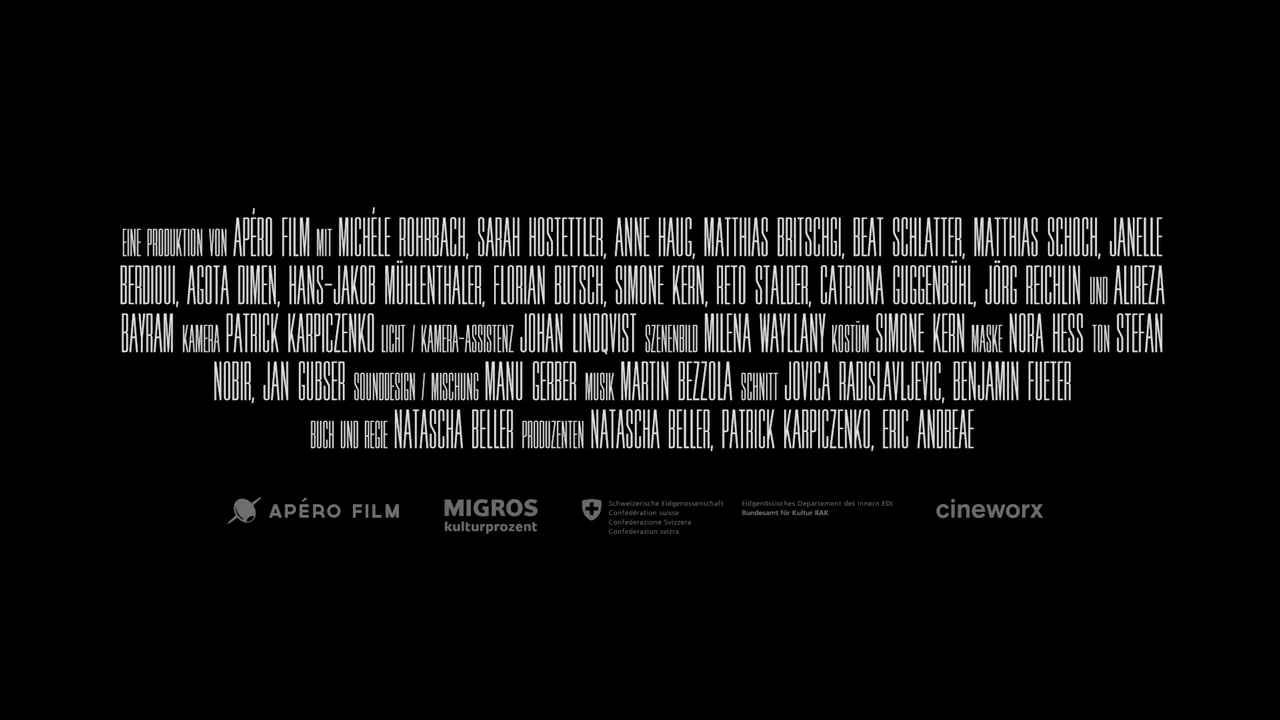 EINE PRODUKTION VON APÉRO FILM MIT MICHÉLE ROHRBACH, SARAH HOSTETTLER, ANNE HAUG, MATTHIAS BRITSCHGI, BEAT SCHLATTER, MATTHIAS SCHOCH, JANELLE
BERDIOUI, AGOTA DIMEN, HANS-JAKOB MÜHLENTHALER, FLORIAN BUTSCH, SIMONE KERN, RETO STALDER, CATRIONA GUGGENBÜHL, JÖRG REICHLIN UND ALIREZA
BAYRAM KAMERA PATRICK KARPICZENKO LICHT / KAMERA-ASSISTENZ JOHAN LINDQVIST SZENENBILD MILENA WAYLLANY KOSTÜM SIMONE KERN MASKE NORA HESS TON STEFAN
NOBIR, JAN GUBSER SOUNDDESIGN / MISCHUNG MANU GERBER MUSIK MARTIN BEZZOLA SCHNITT JOVICA RADISLAVLJEVIC, BENJAMIN FUETER
BUCH UND REGIE NATASCHA BELLER PRODUZENTEN NATASCHA BELLER, PATRICK KARPICZENKO, ERIC ANDREAE
APÉRO FILM
MIGROS
kulturprozent
Schweizerische Eidgenossenschaft
Confédération suisse
Confederazione Svizzera
Confederaziun svizra
Eidgenössisches Departement des Innern EDI
Bundesamt für Kultur BAK
cineworx